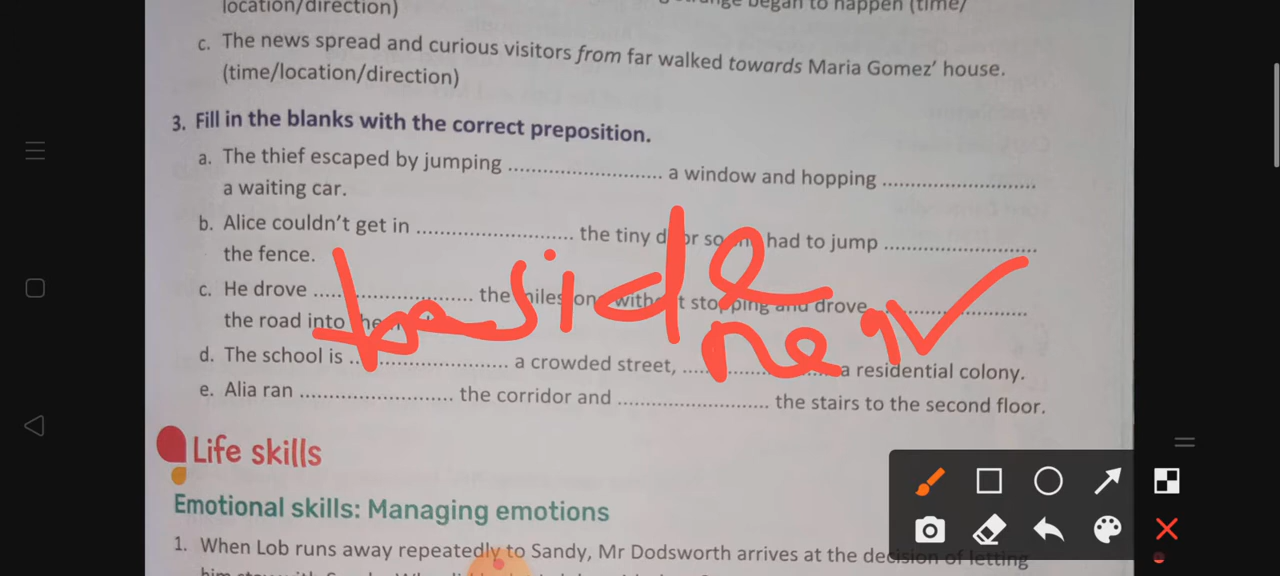 location/direction)
began to happen (time/
c. The news spread and curious visitors from far walked towards Maria Gomez' house.
(time/location/direction)
3. Fill in the blanks with the correct preposition.
a. The thief escaped by jumping ............................ a window and hopping ............................
a waiting car.
b. Alice couldn't get in ............................ the tiny door so had to jump ............................
the fence.
c. He drove ............................ the milestone without stopping and drove ............................
the road into the
beside
near
d. The school is ............................ a crowded street, ............................ a residential colony.
e. Alia ran ............................ the corridor and ............................ the stairs to the second floor.
Life skills
Emotional skills: Managing emotions
1. When Lob runs away repeatedly to Sandy, Mr Dodsworth arrives at the decision of letting